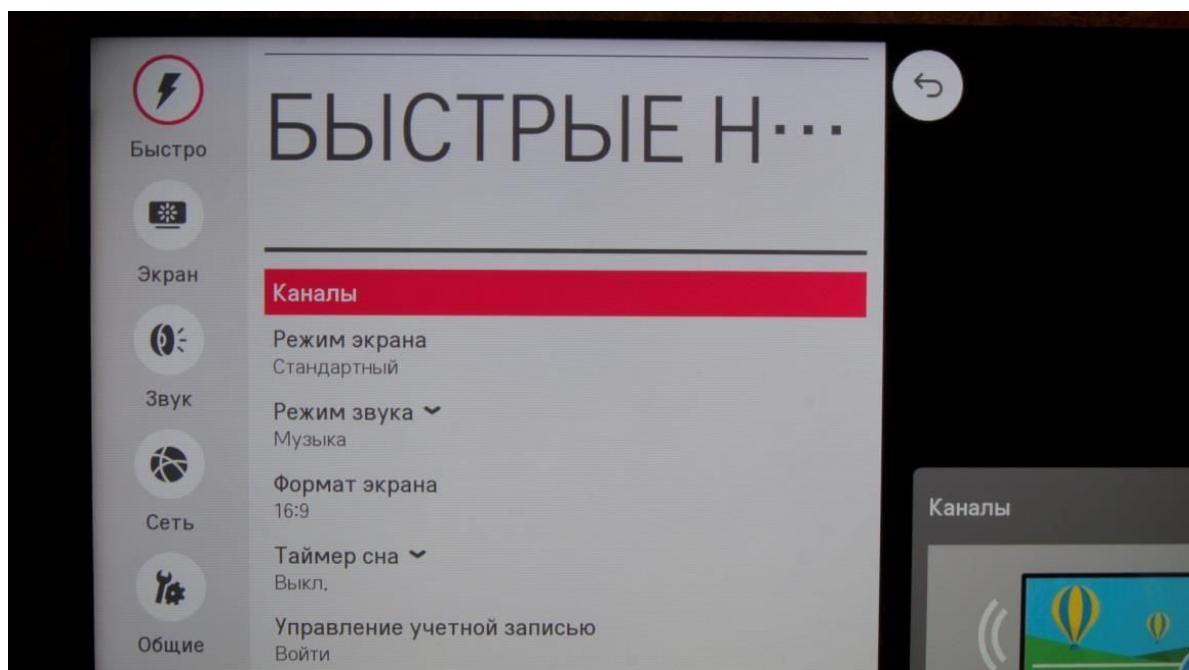 БЫСТРЫЕ Н···
Быстро
Экран
Звук
Сеть
Общие
Каналы
Режим экрана
Стандартный
Режим звука
Музыка
Формат экрана
16:9
Таймер сна
Выкл.
Управление учетной записью
Войти
Каналы